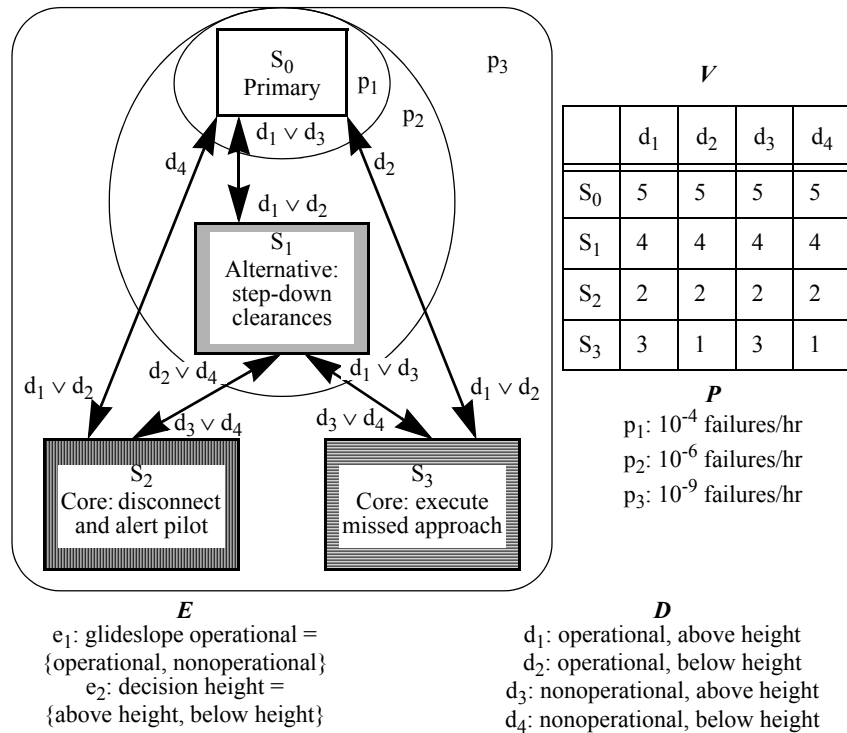 S0
Primary
p1
p2
p3
d1 ∨ d3
d4
d2
d1 ∨ d2
S1
Alternative:
step-down
clearances
d2 ∨ d4
d1 ∨ d3
d1 ∨ d2
d1 ∨ d2
d3 ∨ d4
d3 ∨ d4
S2
Core: disconnect
and alert pilot
S3
Core: execute
missed approach
V
d1 d2 d3 d4
S0 5 5 5 5
S1 4 4 4 4
S2 2 2 2 2
S3 3 1 3 1
P
p1: 10-4 failures/hr
p2: 10-6 failures/hr
p3: 10-9 failures/hr
E
e1: glideslope operational =
{operational, nonoperational}
e2: decision height =
{above height, below height}
D
d1: operational, above height
d2: operational, below height
d3: nonoperational, above height
d4: nonoperational, below height